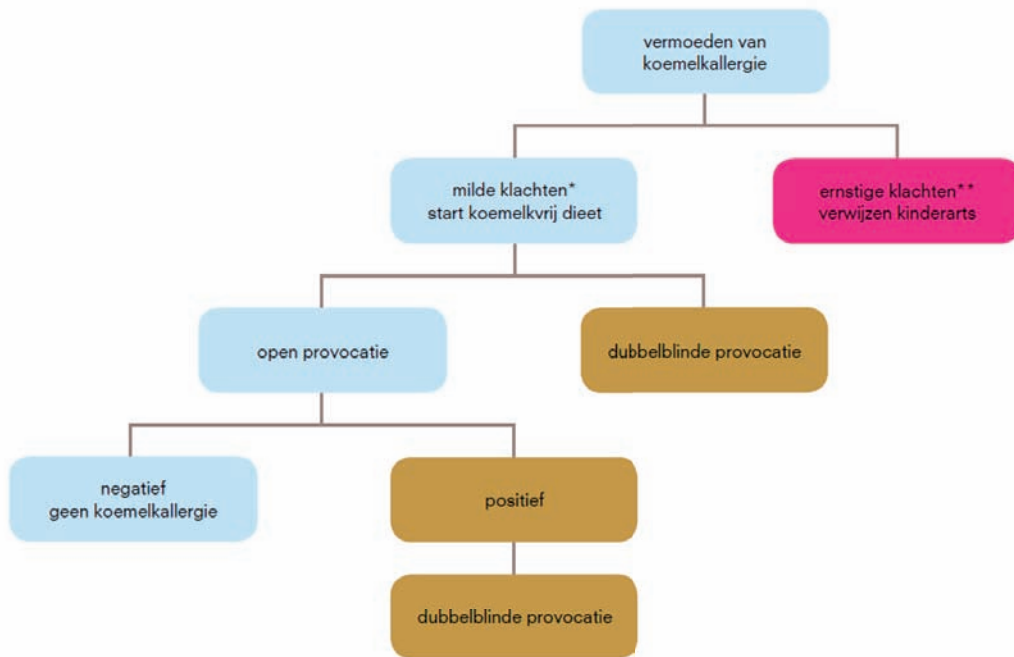 vermoeden van
koemelkallergie
milde klachten*
start koemelkvrij dieet
ernstige klachten**
verwijzen kinderarts
open provocatie
dubbelblinde provocatie
negatief
geen koemelkallergie
positief
dubbelblinde provocatie